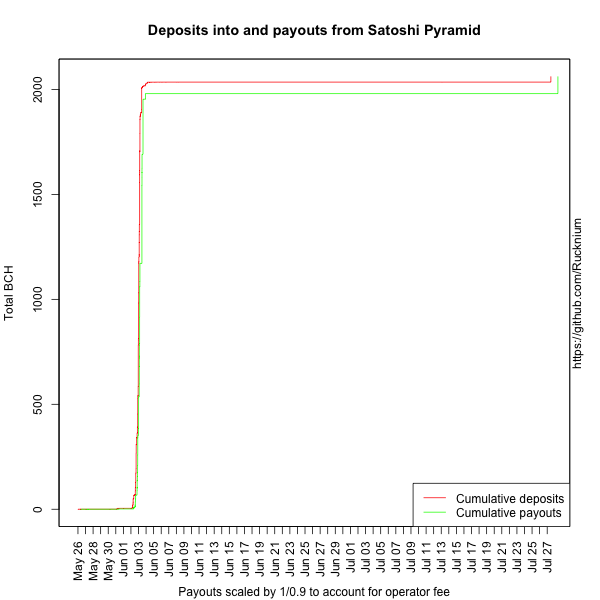 Deposits into and payouts from Satoshi Pyramid
Total BCH
2000
1500
1000
500
0
https://github.com/Rucknium
Cumulative deposits
Cumulative payouts
May 26
May 28
May 30
Jun 01
Jun 03
Jun 05
Jun 07
Jun 09
Jun 11
Jun 13
Jun 15
Jun 17
Jun 19
Jun 21
Jun 23
Jun 25
Jun 27
Jun 29
Jul 01
Jul 03
Jul 05
Jul 07
Jul 09
Jul 11
Jul 13
Jul 15
Jul 17
Jul 19
Jul 21
Jul 23
Jul 25
Jul 27
Payouts scaled by 1/0.9 to account for operator fee